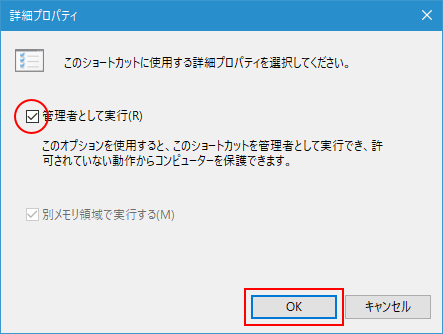 詳細プロパティ
このショートカットに使用する詳細プロパティを選択してください。
管理者として実行(R)
このオプションを使用すると、このショートカットを管理者として実行でき、許
可されていない動作からコンピューターを保護できます。
別メモリ領域で実行する(M)
OK
キャンセル